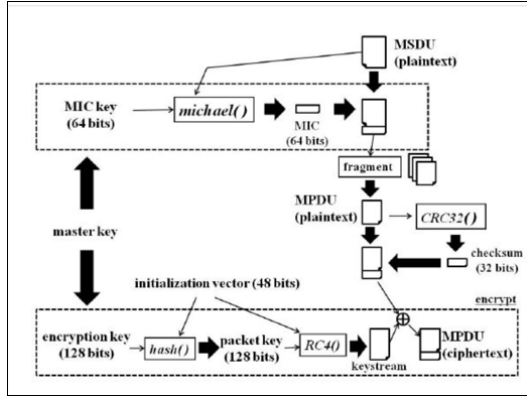 MSDU
(plaintext)
MIC key
(64 bits)
michael()
MIC
(64 bits)
fragment
MPDU
(plaintext)
CRC32()
master key
checksum
(32 bits)
initialization vector (48 bits)
encrypt
encryption key
(128 bits)
hash()
packet key
(128 bits)
RC4()
keystream
MPDU
(ciphertext)